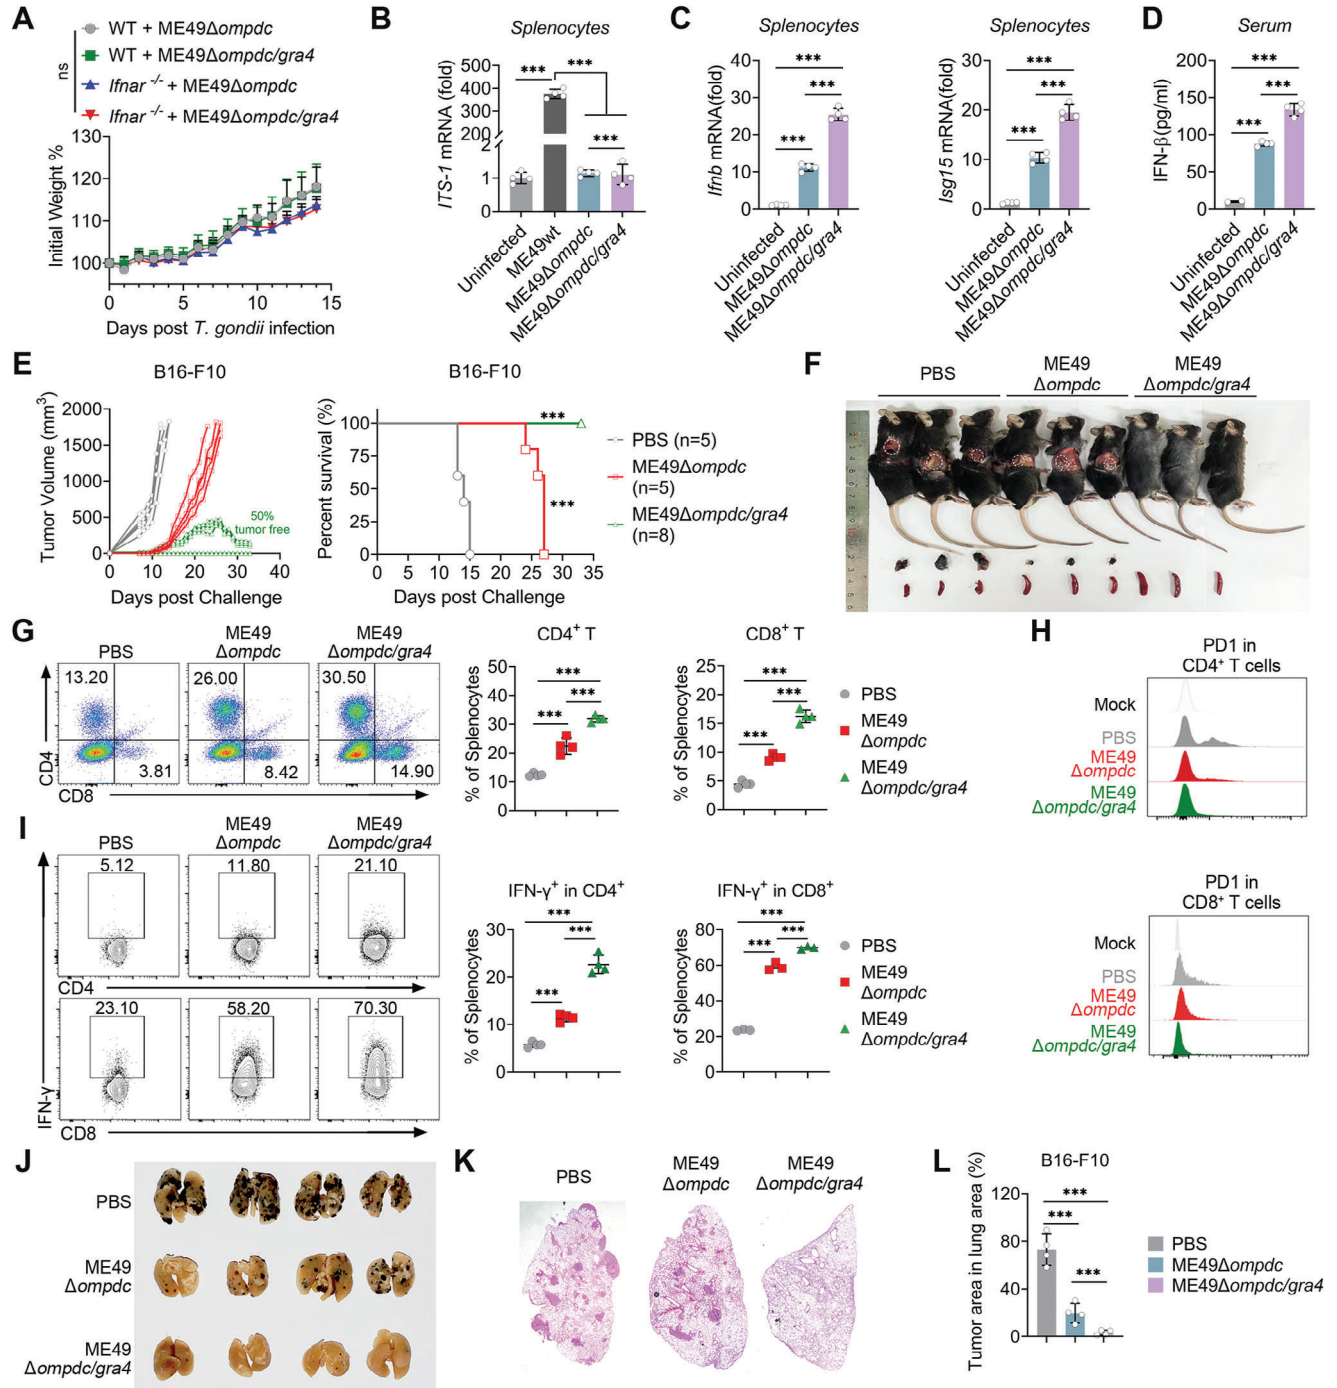 A
WT + ME49Δompdc
WT + ME49Δompdc/gra4
Ifnar -/- + ME49Δompdc
Ifnar -/- + ME49Δompdc/gra4
ns
Initial Weight %
130
120
110
100
0 5 10 15
Days post T. gondii infection
B
Splenocytes
ITS-1 mRNA (fold)
500
400
300
200
2
1
0
*** ***
***
Uninfected
ME49wt
ME49Δompdc
ME49Δompdc/gra4
C
Splenocytes
Ifnb mRNA(fold)
40
30
20
10
0
***
***
***
Uninfected
ME49Δompdc
ME49Δompdc/gra4
Splenocytes
Isg15 mRNA(fold)
30
20
10
0
***
***
***
Uninfected
ME49Δompdc
ME49Δompdc/gra4
D
Serum
IFN-β(pg/ml)
200
150
100
50
0
***
***
***
Uninfected
ME49Δompdc
ME49Δompdc/gra4
E
B16-F10
Tumor Volume (mm3)
2000
1500
1000
500
0
50%
tumor free
0 10 20 30 40
Days post Challenge
B16-F10
Percent survival (%)
100
75
50
25
0
***
***
0 5 10 15 20 25 30 35
Days post Challenge
PBS (n=5)
ME49Δompdc
(n=5)
ME49Δompdc/gra4
(n=8)
F
PBS
ME49
Δompdc
ME49
Δompdc/gra4
G
PBS
ME49
Δompdc
ME49
Δompdc/gra4
13.20 26.00 30.50
3.81 8.42 14.90
CD4
CD8
CD4+ T
% of Splenocytes
50
40
30
20
10
0
***
***
***
CD8+ T
% of Splenocytes
25
20
15
10
5
0
***
***
***
PBS
ME49
Δompdc
ME49
Δompdc/gra4
H
PD1 in
CD4+ T cells
Mock
PBS
ME49
Δompdc
ME49
Δompdc/gra4
PD1 in
CD8+ T cells
Mock
PBS
ME49
Δompdc
ME49
Δompdc/gra4
I
PBS
ME49
Δompdc
ME49
Δompdc/gra4
5.12 11.80 21.10
CD4
23.10 58.20 70.30
IFN-γ
CD8
IFN-γ+ in CD4+
% of Splenocytes
30
20
10
0
***
***
***
IFN-γ+ in CD8+
% of Splenocytes
80
60
40
20
0
***
***
***
PBS
ME49
Δompdc
ME49
Δompdc/gra4
J
PBS
ME49
Δompdc
ME49
Δompdc/gra4
K
PBS
ME49
Δompdc
ME49
Δompdc/gra4
L
B16-F10
Tumor area in lung area (%)
120
80
40
0
***
***
***
PBS
ME49Δompdc
ME49Δompdc/gra4